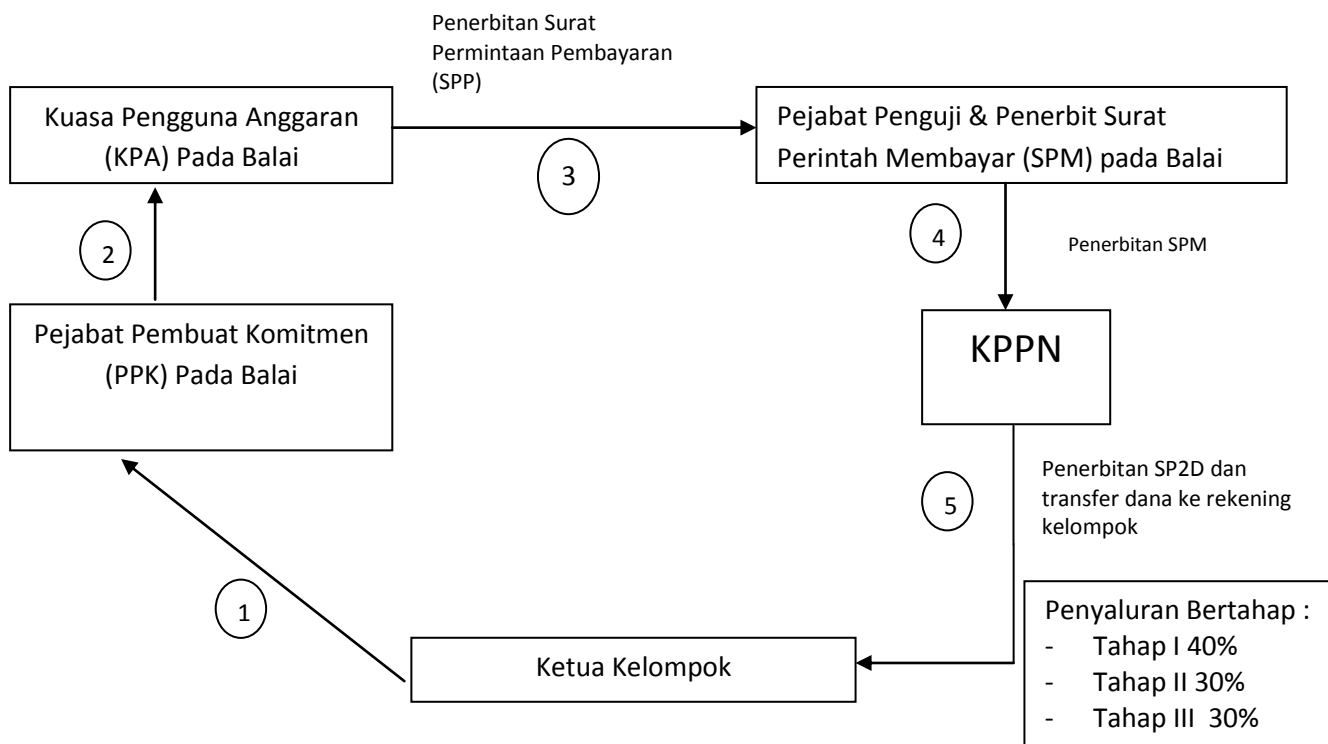 Penerbitan Surat
Permintaan Pembayaran
(SPP)
Kuasa Pengguna Anggaran
(KPA) Pada Balai
3
Pejabat Penguji & Penerbit Surat
Perintah Membayar (SPM) pada Balai
2
4
Penerbitan SPM
Pejabat Pembuat Komitmen
(PPK) Pada Balai
KPPN
5
Penerbitan SP2D dan
transfer dana ke rekening
kelompok
1
Ketua Kelompok
Penyaluran Bertahap :
- Tahap I 40%
- Tahap II 30%
- Tahap III 30%